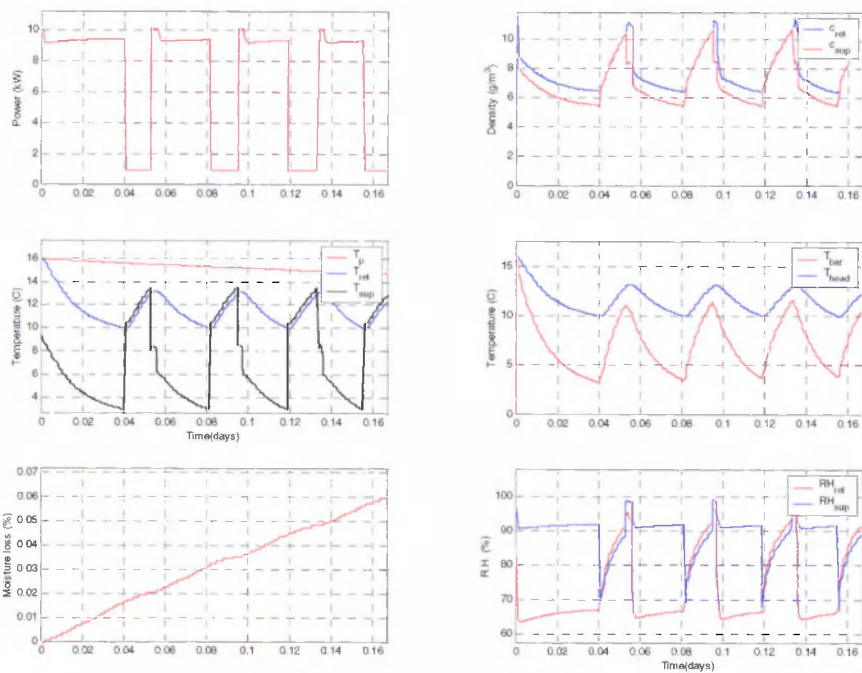 10
8
6
4
2
0
Power (kW)
0 0.02 0.04 0.06 0.08 0.1 0.12 0.14 0.16
10
8
6
4
2
0
Density (g/m³)
c_ret
c_sup
0 0.02 0.04 0.06 0.08 0.1 0.12 0.14 0.16
16
14
12
10
8
6
4
Temperature (C)
T_p
T_ret
T_sup
0 0.02 0.04 0.06 0.08 0.1 0.12 0.14 0.16
Time(days)
15
10
5
0
Temperature (C)
T_bar
T_head
0 0.02 0.04 0.06 0.08 0.1 0.12 0.14 0.16
0.07
0.06
0.05
0.04
0.03
0.02
0.01
0
Moisture loss (%)
0 0.02 0.04 0.06 0.08 0.1 0.12 0.14 0.16
100
90
80
70
60
R.H. (%)
RH_ret
RH_sup
0 0.02 0.04 0.06 0.08 0.1 0.12 0.14 0.16
Time(days)